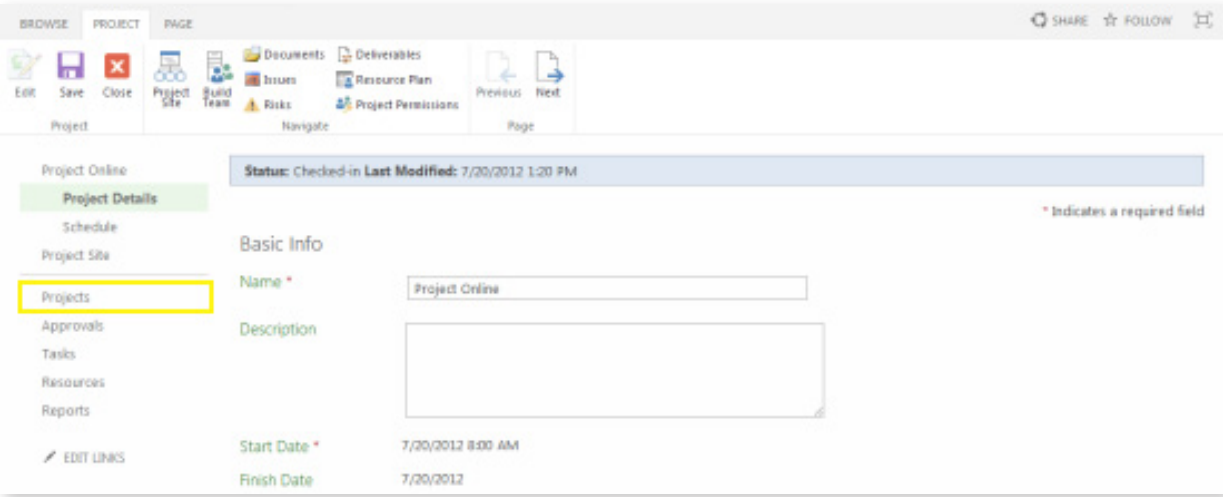 BROWSE PROJECT PAGE SHARE FOLLOW
Edit Save Close Project Site Build Team
Documents Deliverables
Issues Resource Plan
Risks Project Permissions
Previous Next
Project Navigate Page
Project Online
Project Details
Schedule
Project Site
Projects
Approvals
Tasks
Resources
Reports
EDIT LINKS
Status: Checked-in Last Modified: 7/20/2012 1:20 PM
* Indicates a required field
Basic Info
Name * Project Online
Description
Start Date * 7/20/2012 8:00 AM
Finish Date 7/20/2012